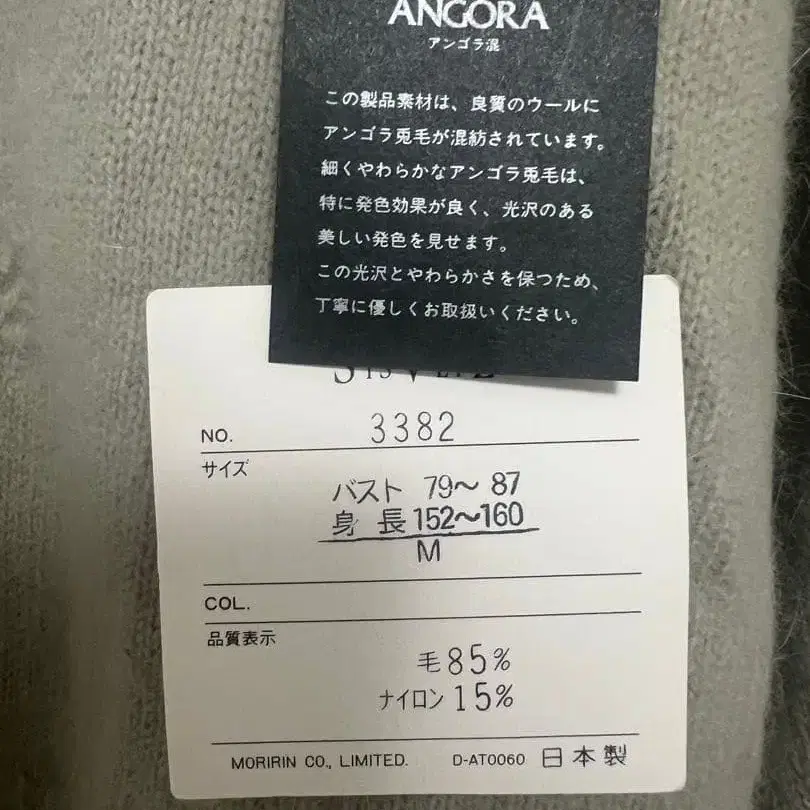 ANGORA
アンゴラ混
この製品素材は、良質のウールに
アンゴラ兎毛が混紡されています。
細くやわらかなアンゴラ兎毛は、
特に発色効果が良く、光沢のある
美しい発色を見せます。
この光沢とやわらかさを保つため、
丁寧に優しくお取扱いください。
NO. 3382
サイズ
バスト 79〜87
身長 152〜160
M
COL.
品質表示
毛 85%
ナイロン 15%
MORIRIN CO., LIMITED. D-AT0060 日本製